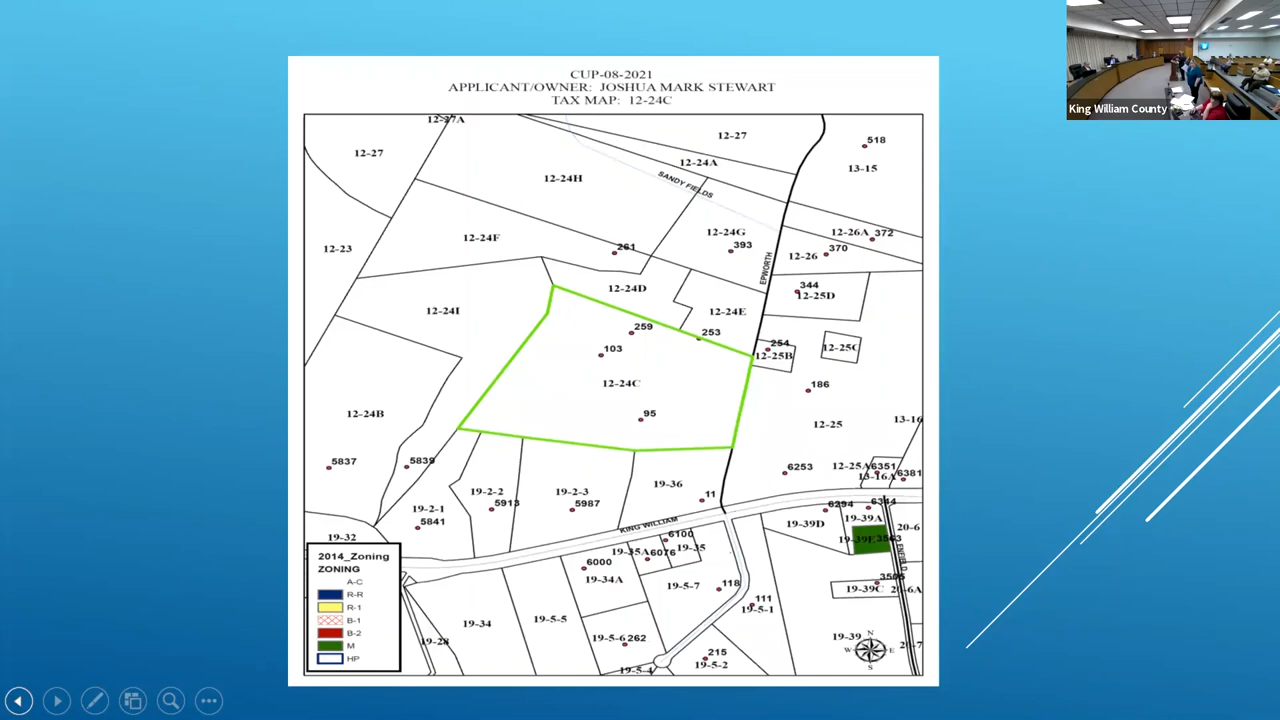 King William County
CUP-08-2021
APPLICANT/OWNER: JOSHUA MARK STEWART
TAX MAP: 12-24C
12-27A
12-27
518
12-27
12-24A
13-15
12-24H
SANDY FIELDS
12-24F
12-24G
12-26A
372
261
393
370
12-23
12-26
EPWORTH
344
12-24D
12-25D
12-24I
12-24E
259
253
254
12-25C
103
12-25B
12-24C
186
12-24B
95
12-25
13-16
5837
5839
6253
12-25A
6351
13-16A
6381
19-36
19-2-2
19-2-3
11
5913
5987
6294
6344
19-2-1
5841
KING WILLIAM
19-39D
19-39A
20-6
19-32
6100
19-39E
3563
19-35A
6076
19-35
ENFIELD
6000
19-34A
19-5-7
118
19-39C
20-6A
111
19-5-1
19-34
19-5-5
19-28
19-5-6
262
19-39
215
19-5-2
19-5-4
N
W
E
S
2014_Zoning
ZONING
A-C
R-R
R-1
B-1
B-2
M
HP